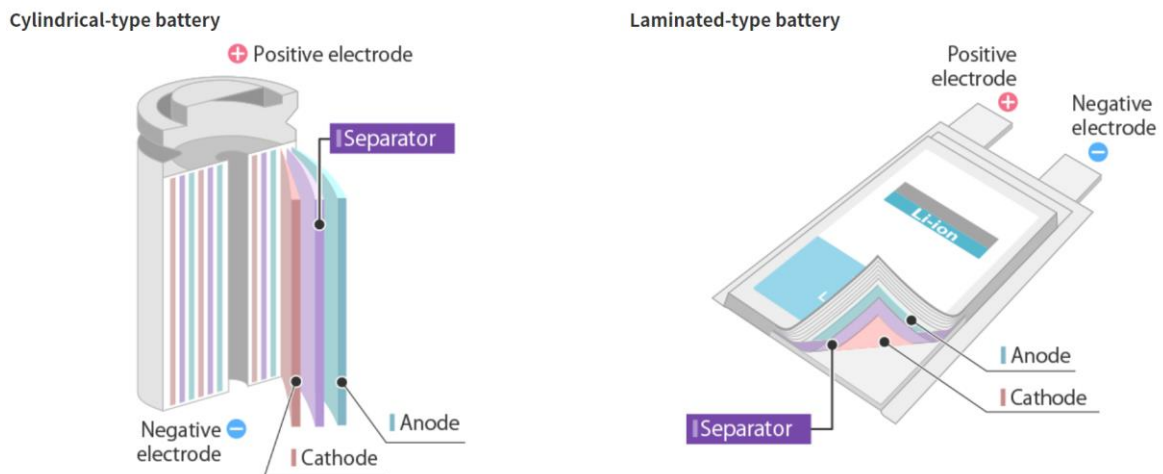 Cylindrical-type battery
+ Positive electrode
Separator
Anode
Negative −
electrode
Cathode
Laminated-type battery
Positive
electrode
+
Negative
electrode
−
Li-ion
L
Anode
Cathode
Separator